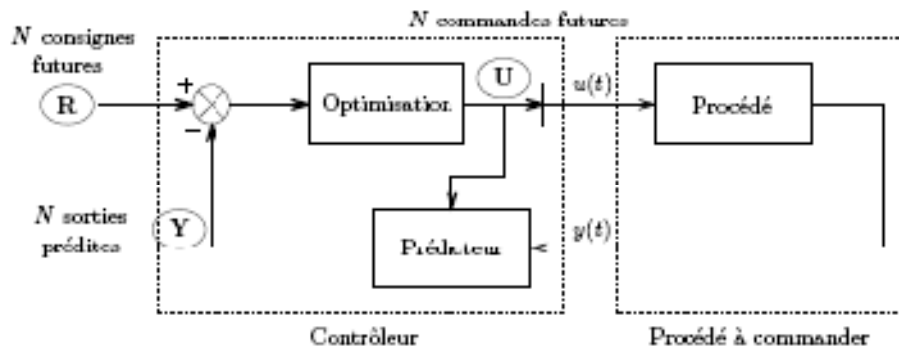 N commandes futures
N consignes
futures
R
+
−
Optimisation
U
u(t)
Procédé
N sorties
prédites
Y
Prédicteur
y(t)
Contrôleur
Procédé à commander